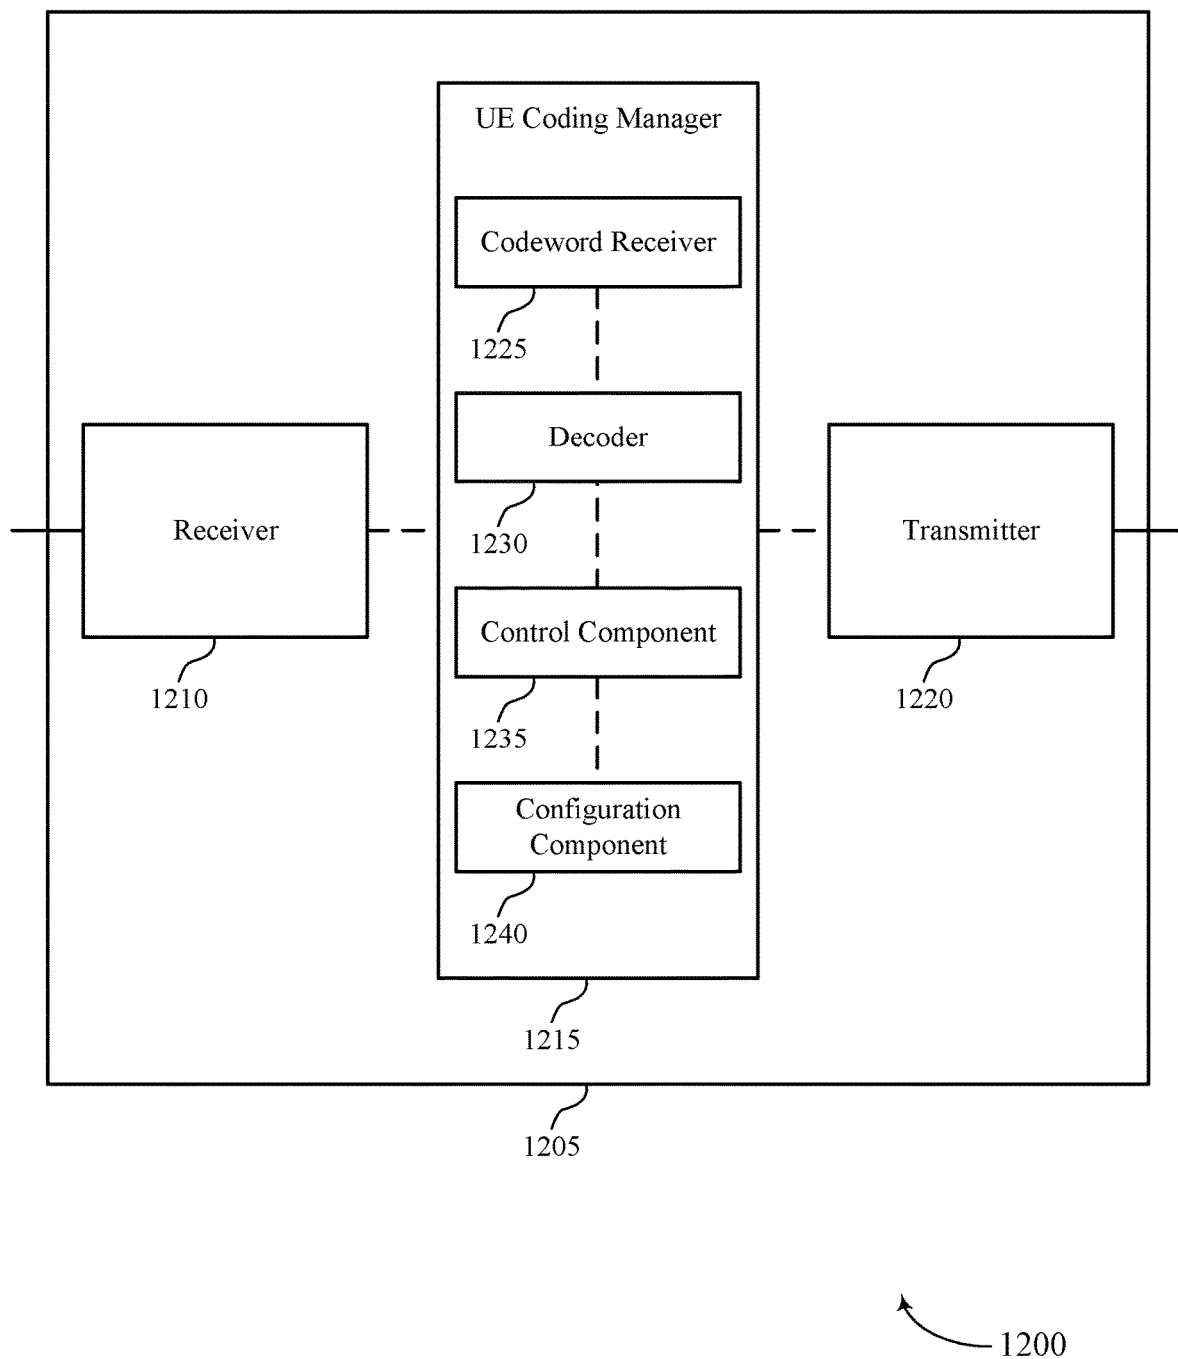 UE Coding Manager
Codeword Receiver
1225
Decoder
1230
Receiver
1210
Transmitter
1220
Control Component
1235
Configuration
Component
1240
1215
1205
1200